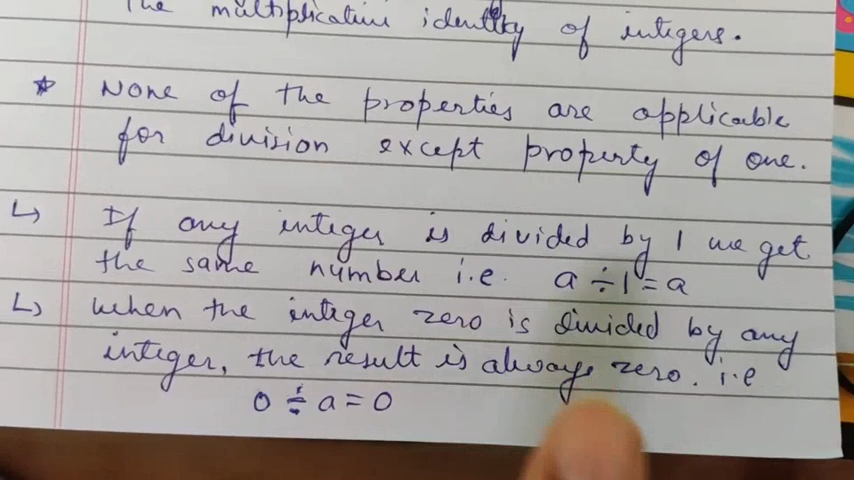 The multiplicative identity of integers.
* None of the properties are applicable
for division except property of one.
↳ If any integer is divided by 1 we get
the same number i.e. a ÷ 1 = a
↳ when the integer zero is divided by any
integer, the result is always zero. i.e
0 ÷ a = 0